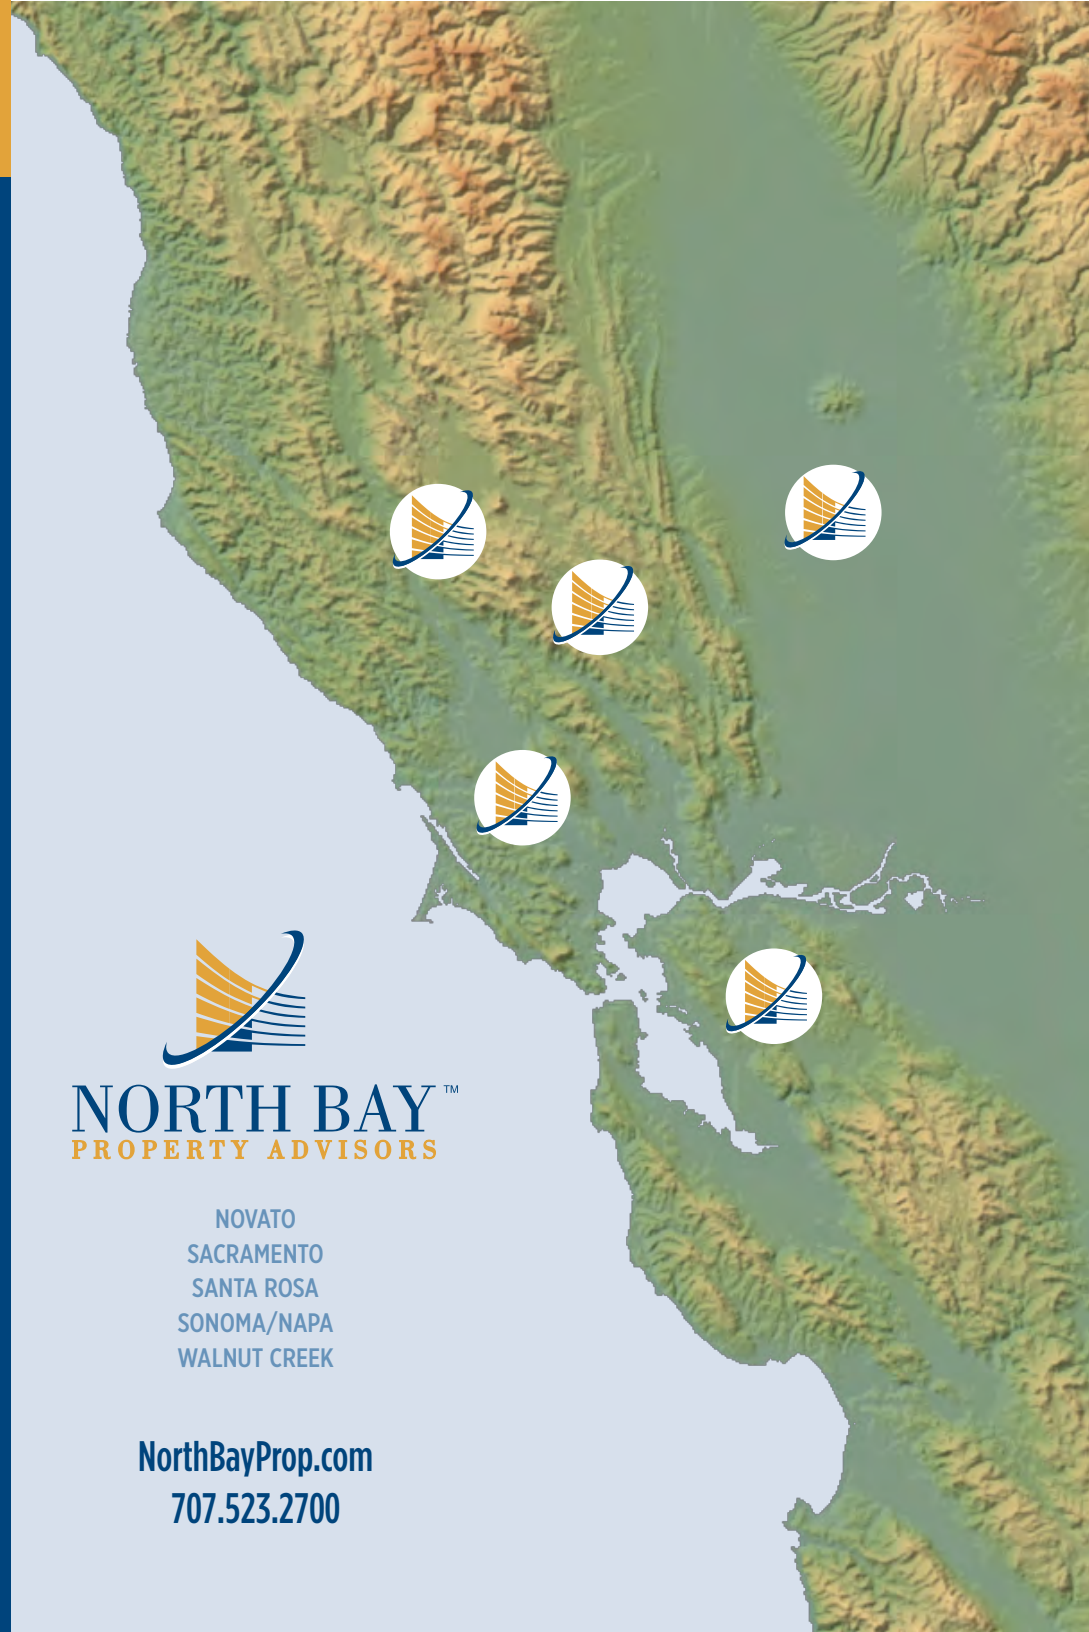 NORTH BAY™
PROPERTY ADVISORS
NOVATO
SACRAMENTO
SANTA ROSA
SONOMA/NAPA
WALNUT CREEK
NorthBayProp.com
707.523.2700